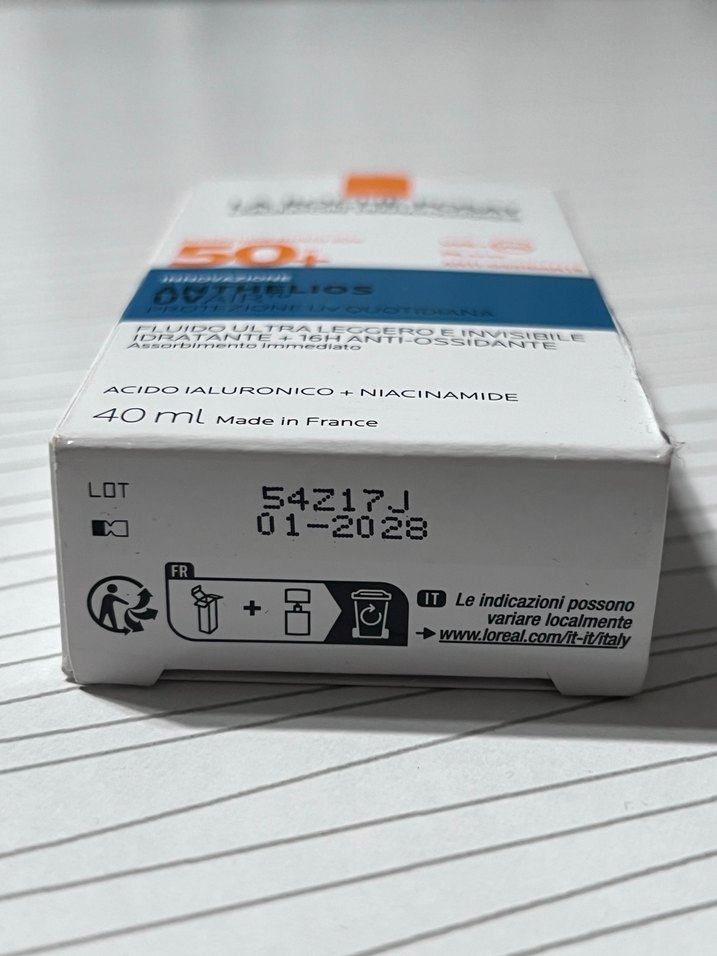 LA ROCHE POSAY
50+
INNOVAZIONE
ANTHELIOS
UVAIR
PROTEZIONE UV QUOTIDIANA
FLUIDO ULTRA LEGGERO E INVISIBILE
IDRATANTE + 16H ANTI-OSSIDANTE
Assorbimento immediato
ACIDO IALURONICO + NIACINAMIDE
40 ml Made in France
LOT 54Z17J
01-2028
FR
+
IT Le indicazioni possono
variare localmente
www.loreal.com/it-it/italy